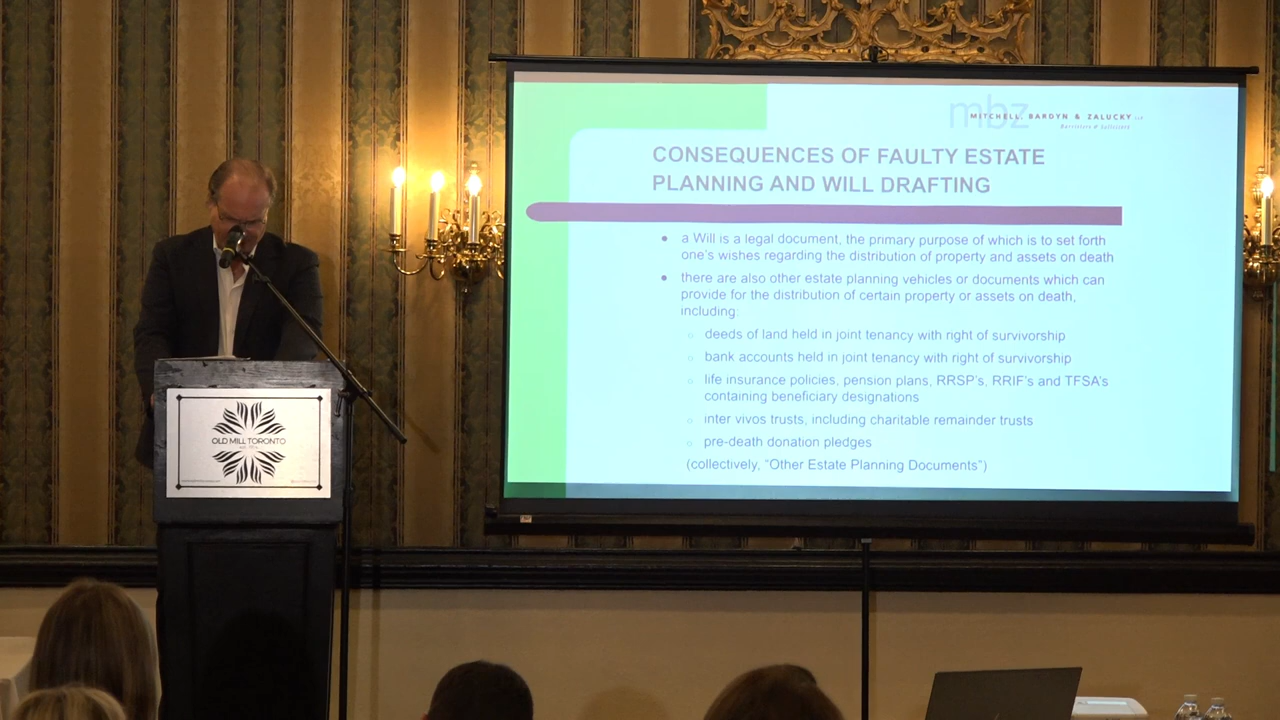 mbz
MITCHELL, BARDYN & ZALUCKY LLP
Barristers & Solicitors
CONSEQUENCES OF FAULTY ESTATE
PLANNING AND WILL DRAFTING
a Will is a legal document, the primary purpose of which is to set forth
one's wishes regarding the distribution of property and assets on death
there are also other estate planning vehicles or documents which can
provide for the distribution of certain property or assets on death,
including:
deeds of land held in joint tenancy with right of survivorship
bank accounts held in joint tenancy with right of survivorship
life insurance policies, pension plans, RRSP's, RRIF's and TFSA's
containing beneficiary designations
inter vivos trusts, including charitable remainder trusts
pre-death donation pledges
(collectively, "Other Estate Planning Documents")
OLD MILL TORONTO